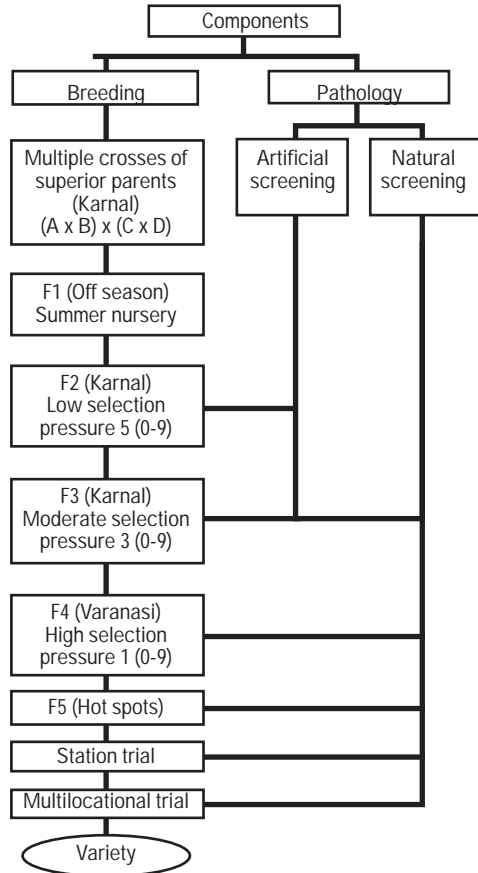 Components
Breeding
Pathology
Multiple crosses of
superior parents
(Karnal)
(A x B) x (C x D)
Artificial
screening
Natural
screening
F1 (Off season)
Summer nursery
F2 (Karnal)
Low selection
pressure 5 (0-9)
F3 (Karnal)
Moderate selection
pressure 3 (0-9)
F4 (Varanasi)
High selection
pressure 1 (0-9)
F5 (Hot spots)
Station trial
Multilocational trial
Variety